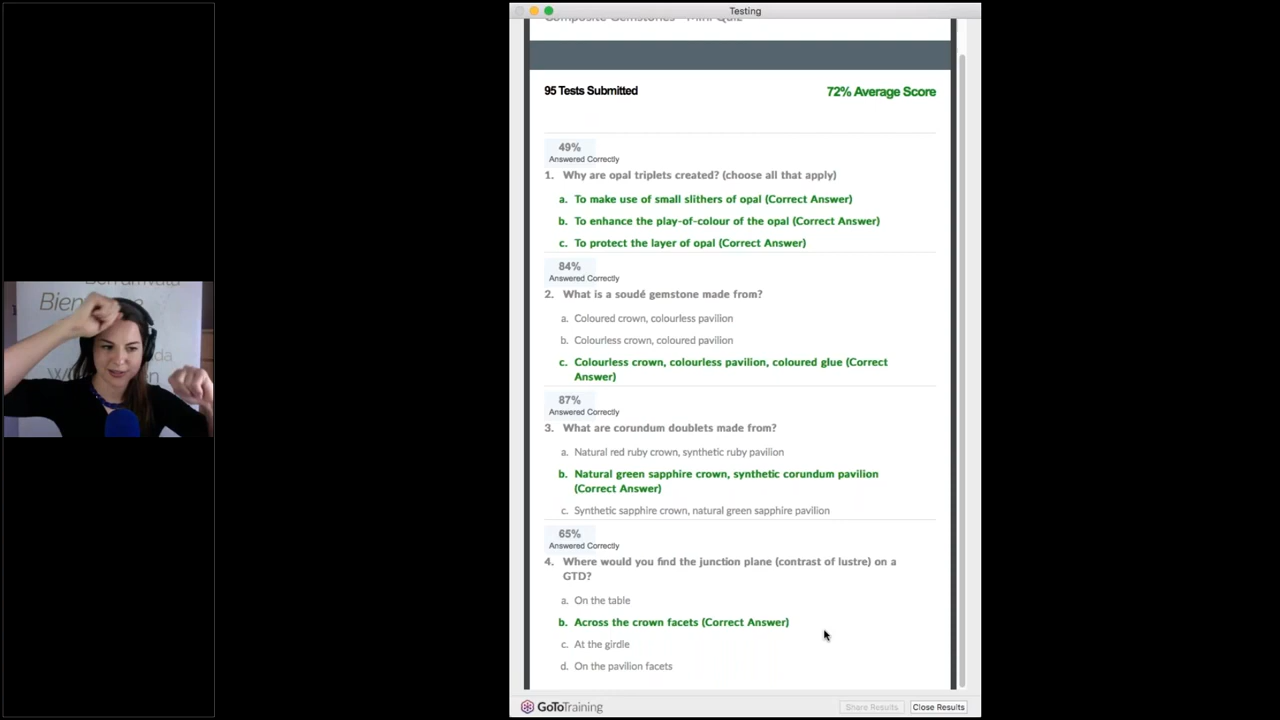 Testing
Composite Gemstones - Mini Quiz
95 Tests Submitted
72% Average Score
49%
Answered Correctly
1. Why are opal triplets created? (choose all that apply)
a. To make use of small slithers of opal (Correct Answer)
b. To enhance the play-of-colour of the opal (Correct Answer)
c. To protect the layer of opal (Correct Answer)
84%
Answered Correctly
2. What is a soudé gemstone made from?
a. Coloured crown, colourless pavilion
b. Colourless crown, coloured pavilion
c. Colourless crown, colourless pavilion, coloured glue (Correct
Answer)
87%
Answered Correctly
3. What are corundum doublets made from?
a. Natural red ruby crown, synthetic ruby pavilion
b. Natural green sapphire crown, synthetic corundum pavilion
(Correct Answer)
c. Synthetic sapphire crown, natural green sapphire pavilion
65%
Answered Correctly
4. Where would you find the junction plane (contrast of lustre) on a
GTD?
a. On the table
b. Across the crown facets (Correct Answer)
c. At the girdle
d. On the pavilion facets
GoToTraining
Share Results
Close Results